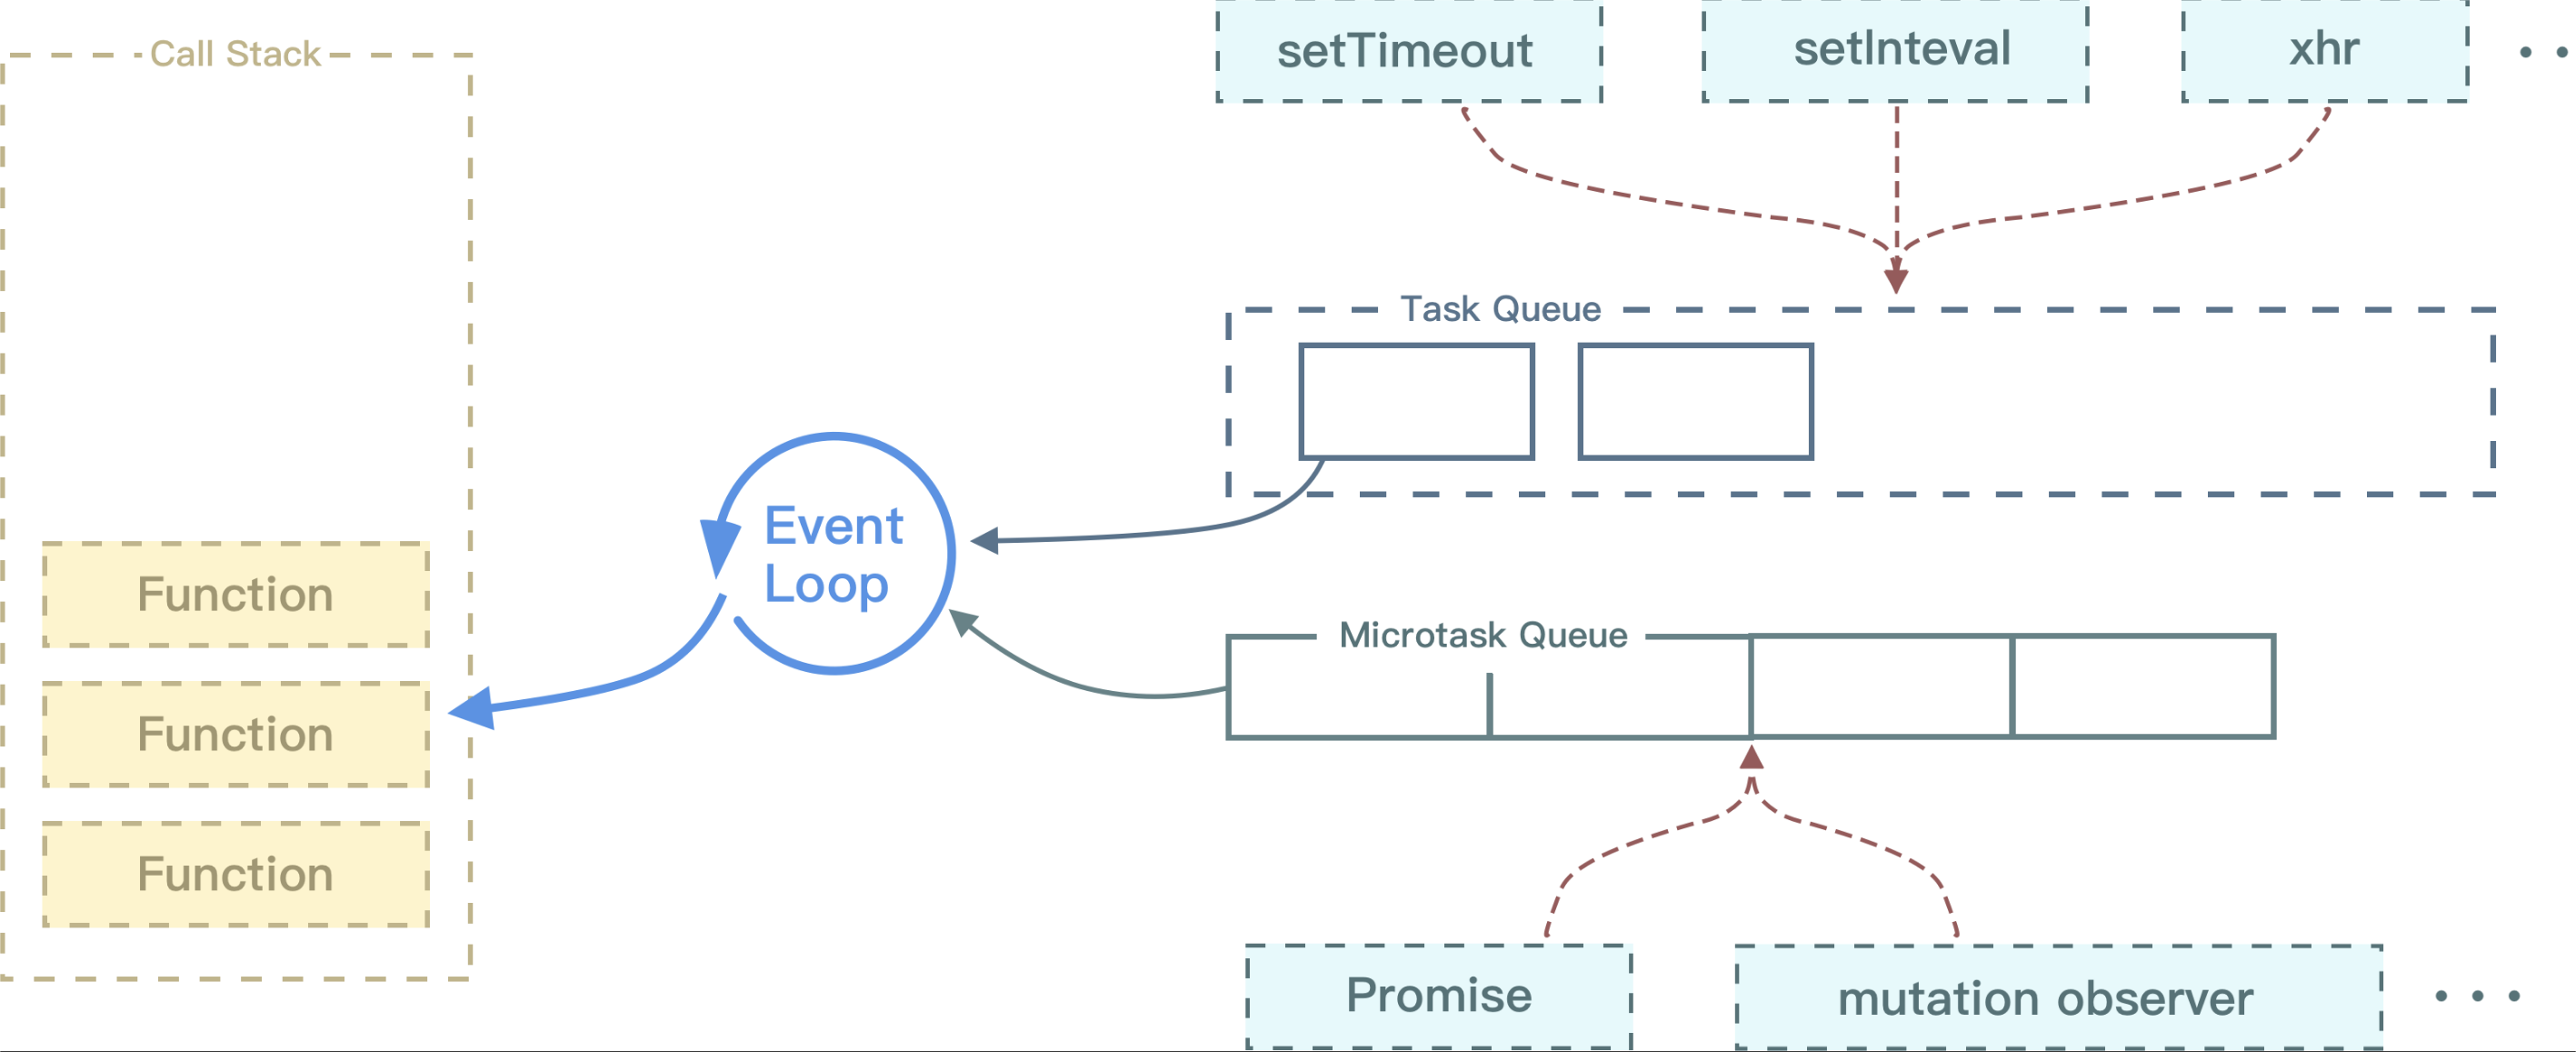 Call Stack
setTimeout
setInteval
xhr
Task Queue
Event
Loop
Function
Function
Function
Microtask Queue
Promise
mutation observer